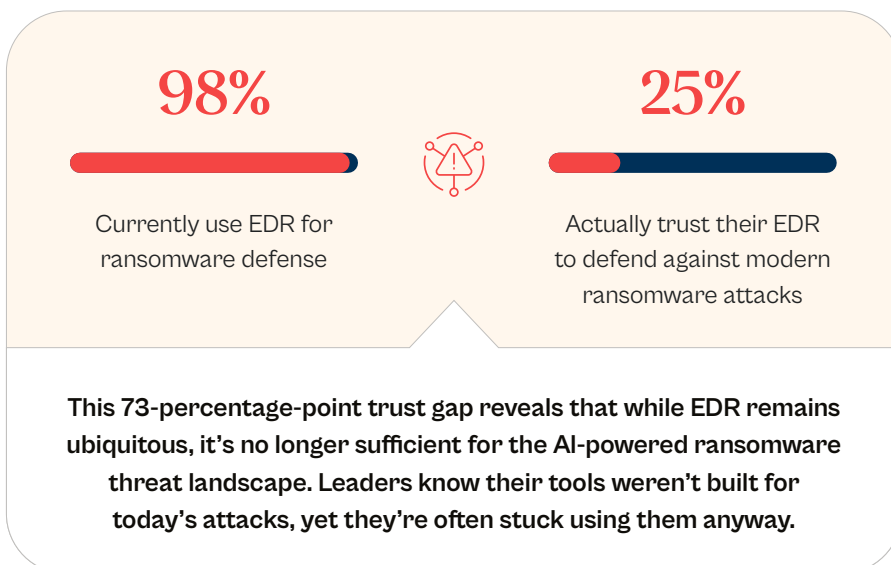 98%
Currently use EDR for
ransomware defense
25%
Actually trust their EDR
to defend against modern
ransomware attacks
This 73-percentage-point trust gap reveals that while EDR remains
ubiquitous, it’s no longer sufficient for the AI-powered ransomware
threat landscape. Leaders know their tools weren’t built for
today’s attacks, yet they’re often stuck using them anyway.